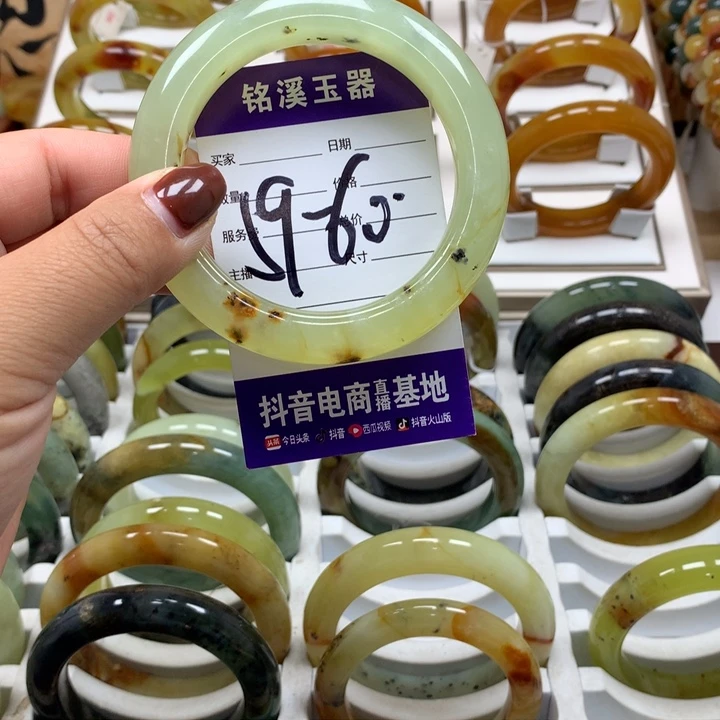 铭溪玉器
买家 日期
数量 价格
服务费 价
主播 尺寸
抖音电商直播基地
今日头条 抖音 西瓜视频 抖音火山版